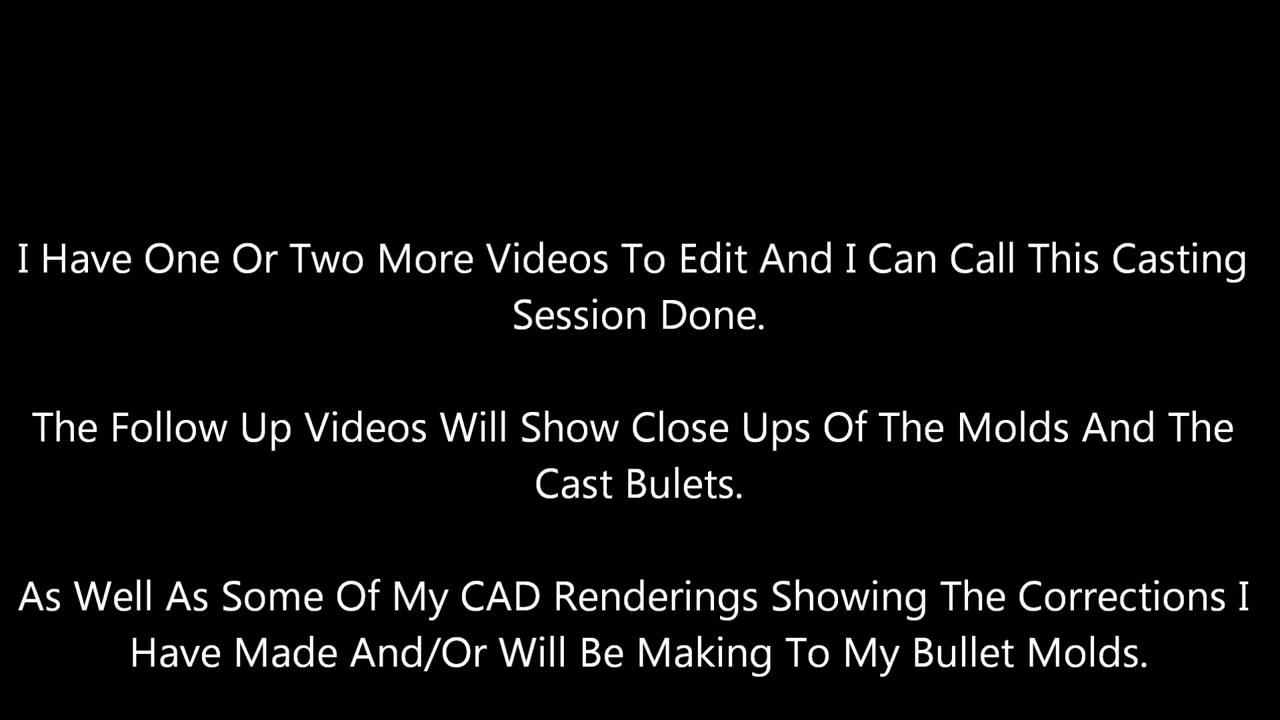 I Have One Or Two More Videos To Edit And I Can Call This Casting
Session Done.
The Follow Up Videos Will Show Close Ups Of The Molds And The
Cast Bulets.
As Well As Some Of My CAD Renderings Showing The Corrections I
Have Made And/Or Will Be Making To My Bullet Molds.